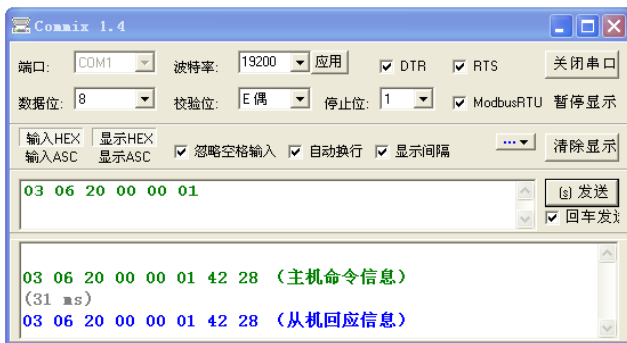 Commix 1.4
端口: COM1 波特率: 19200 应用 DTR RTS 关闭串口
数据位: 8 校验位: E 偶 停止位: 1 ModbusRTU 暂停显示
输入HEX 显示HEX
输入ASC 显示ASC 忽略空格输入 自动换行 显示间隔 ... 清除显示
03 06 20 00 00 01 (s) 发送
回车发送
03 06 20 00 00 01 42 28 （主机命令信息）
(31 ms)
03 06 20 00 00 01 42 28 （从机回应信息）